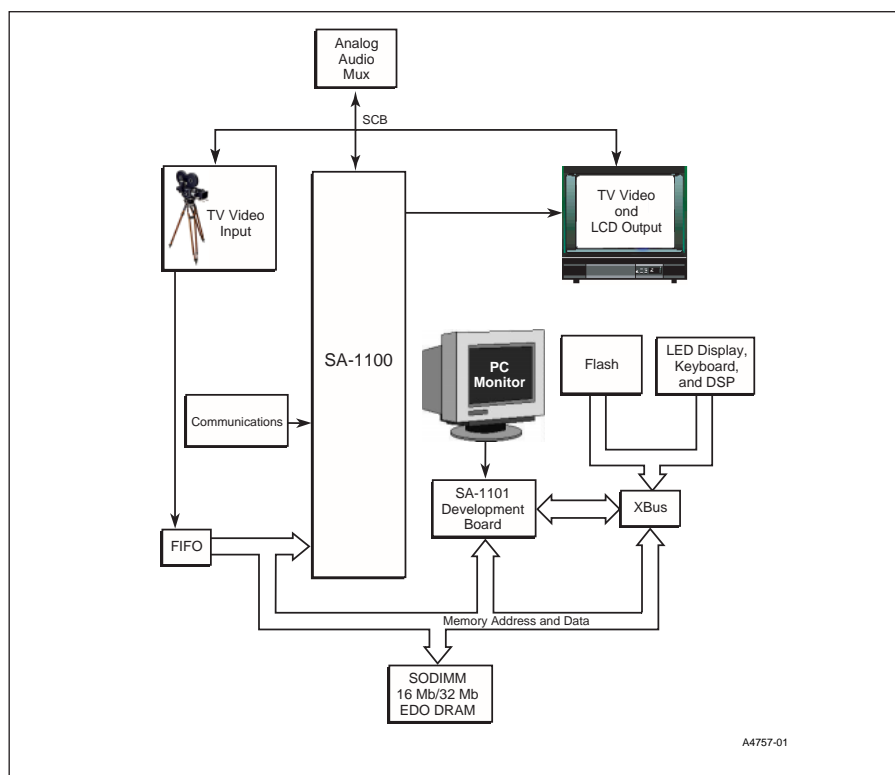 Analog
Audio
Mux
SCB
TV Video
Input
TV Video
ond
LCD Output
SA-1100
PC
Monitor
Flash
LED Display,
Keyboard,
and DSP
Communications
SA-1101
Development
Board
XBus
FIFO
Memory Address and Data
SODIMM
16 Mb/32 Mb
EDO DRAM
A4757-01